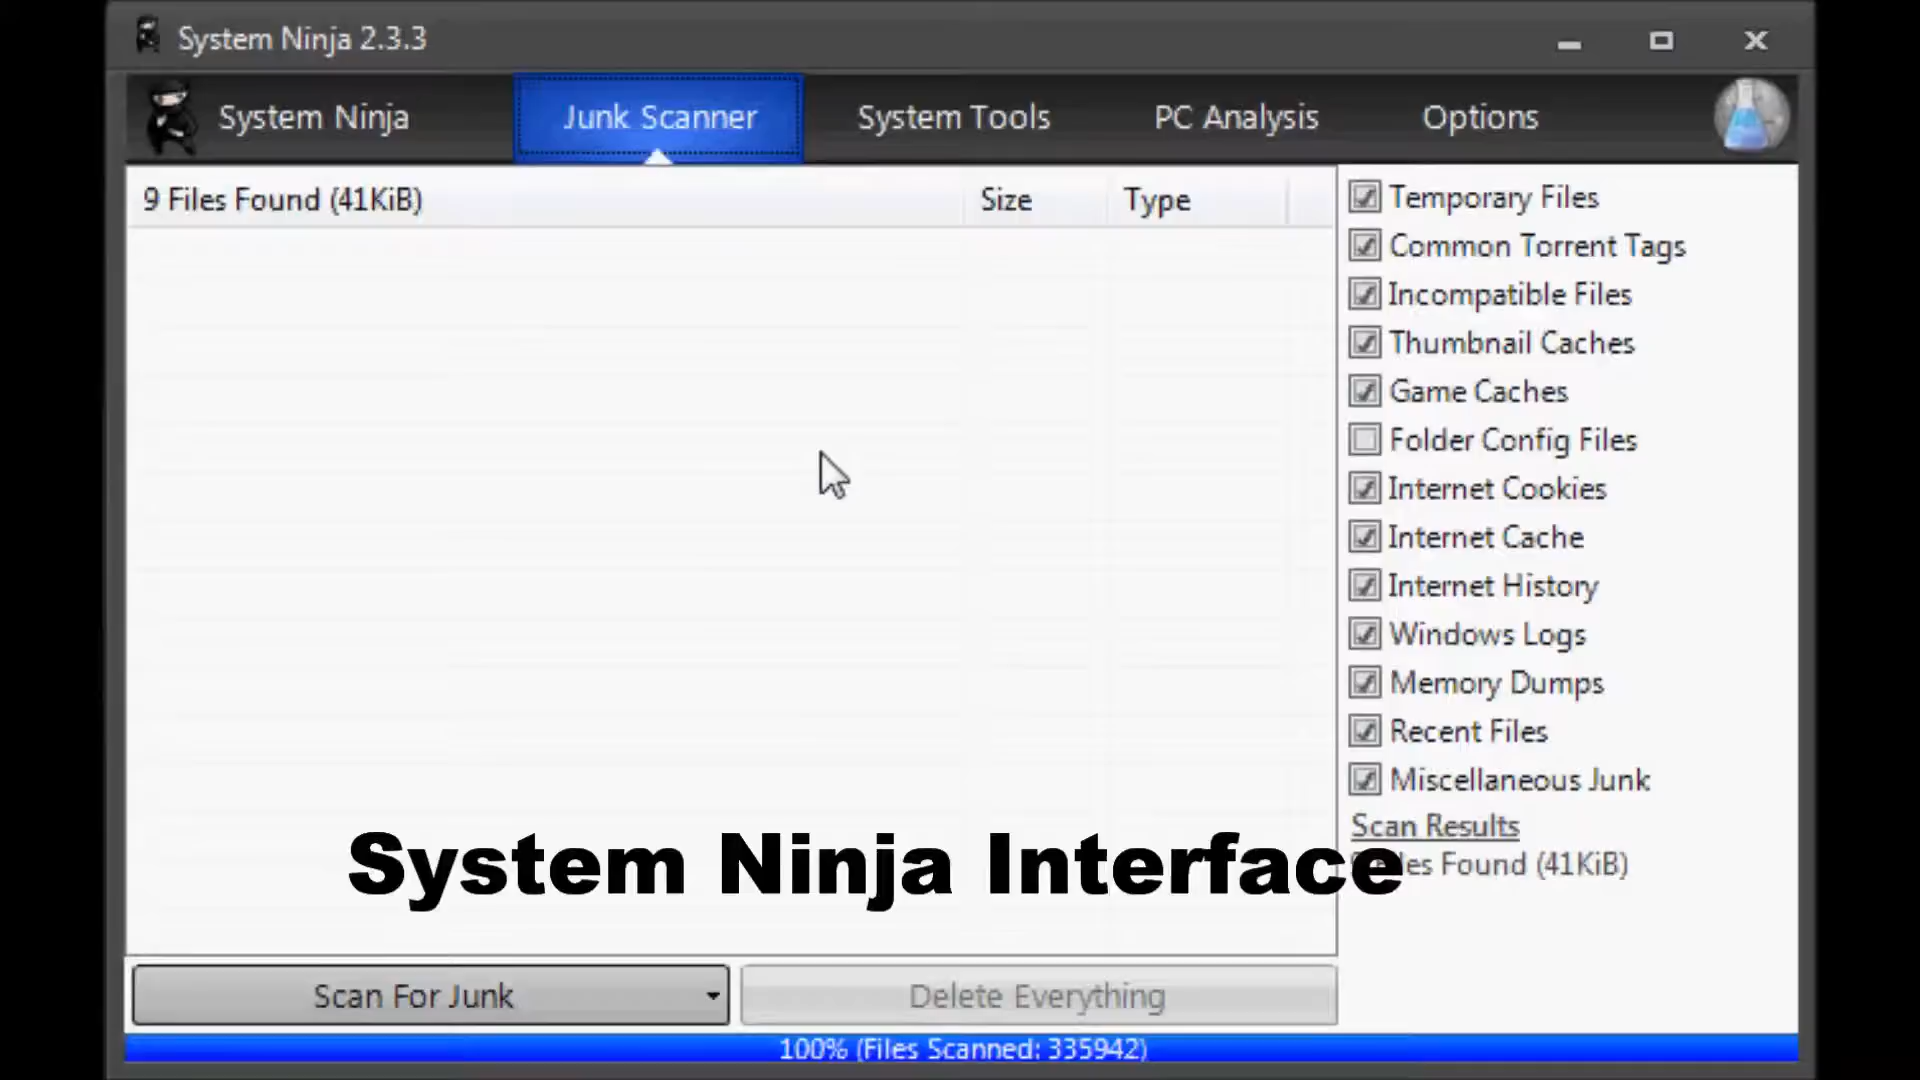 System Ninja 2.3.3
System Ninja
Junk Scanner
System Tools
PC Analysis
Options
9 Files Found (41KiB)
Size
Type
Temporary Files
Common Torrent Tags
Incompatible Files
Thumbnail Caches
Game Caches
Folder Config Files
Internet Cookies
Internet Cache
Internet History
Windows Logs
Memory Dumps
Recent Files
Miscellaneous Junk
Scan Results
Found (41KiB)
System Ninja Interface
Scan For Junk
Delete Everything
100% (Files Scanned: 335942)